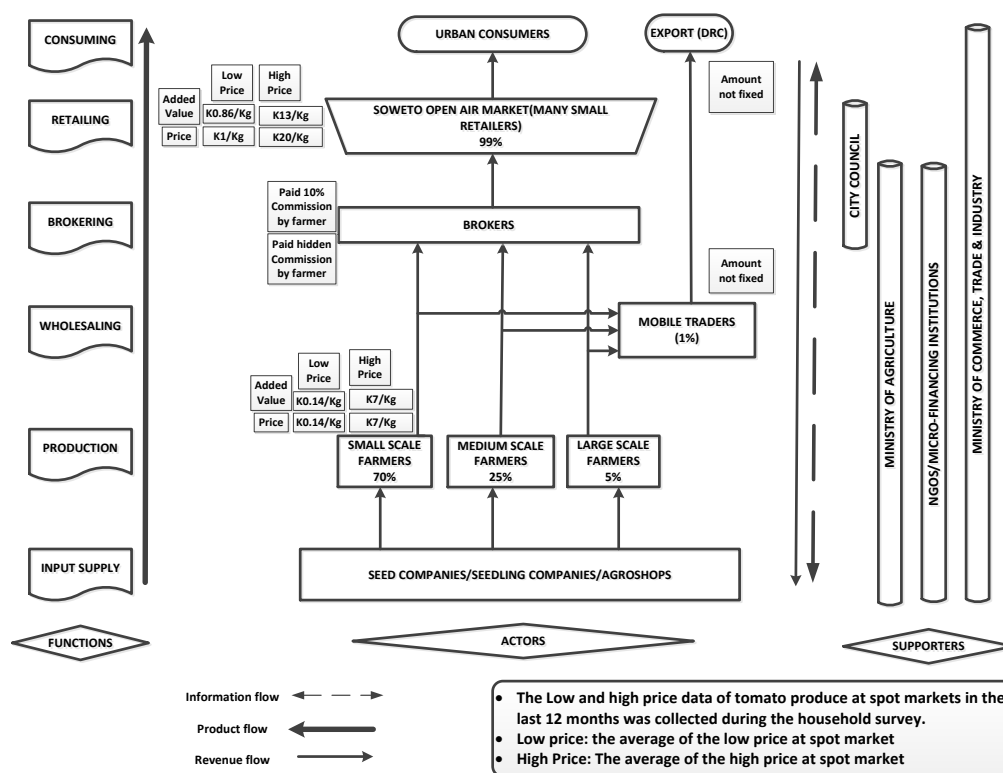 CONSUMING
URBAN CONSUMERS
EXPORT (DRC)
Low
Price
High
Price
Amount
not fixed
Added
Value
K0.86/Kg
K13/Kg
Price
K1/Kg
K20/Kg
RETAILING
SOWETO OPEN AIR MARKET(MANY SMALL
RETAILERS)
99%
CITY COUNCIL
BROKERING
Paid 10%
Commission
by farmer
Paid hidden
Commission
by farmer
BROKERS
Amount
not fixed
WHOLESALING
MOBILE TRADERS
(1%)
Low
Price
High
Price
Added
Value
K0.14/Kg
K7/Kg
Price
K0.14/Kg
K7/Kg
PRODUCTION
SMALL SCALE
FARMERS
70%
MEDIUM SCALE
FARMERS
25%
LARGE SCALE
FARMERS
5%
MINISTRY OF AGRICULTURE
NGOS/MICRO-FINANCING INSTITUTIONS
MINISTRY OF COMMERCE, TRADE & INDUSTRY
INPUT SUPPLY
SEED COMPANIES/SEEDLING COMPANIES/AGROSHOPS
FUNCTIONS
ACTORS
SUPPORTERS
Information flow
Product flow
Revenue flow
• The Low and high price data of tomato produce at spot markets in the
last 12 months was collected during the household survey.
• Low price: the average of the low price at spot market
• High Price: The average of the high price at spot market